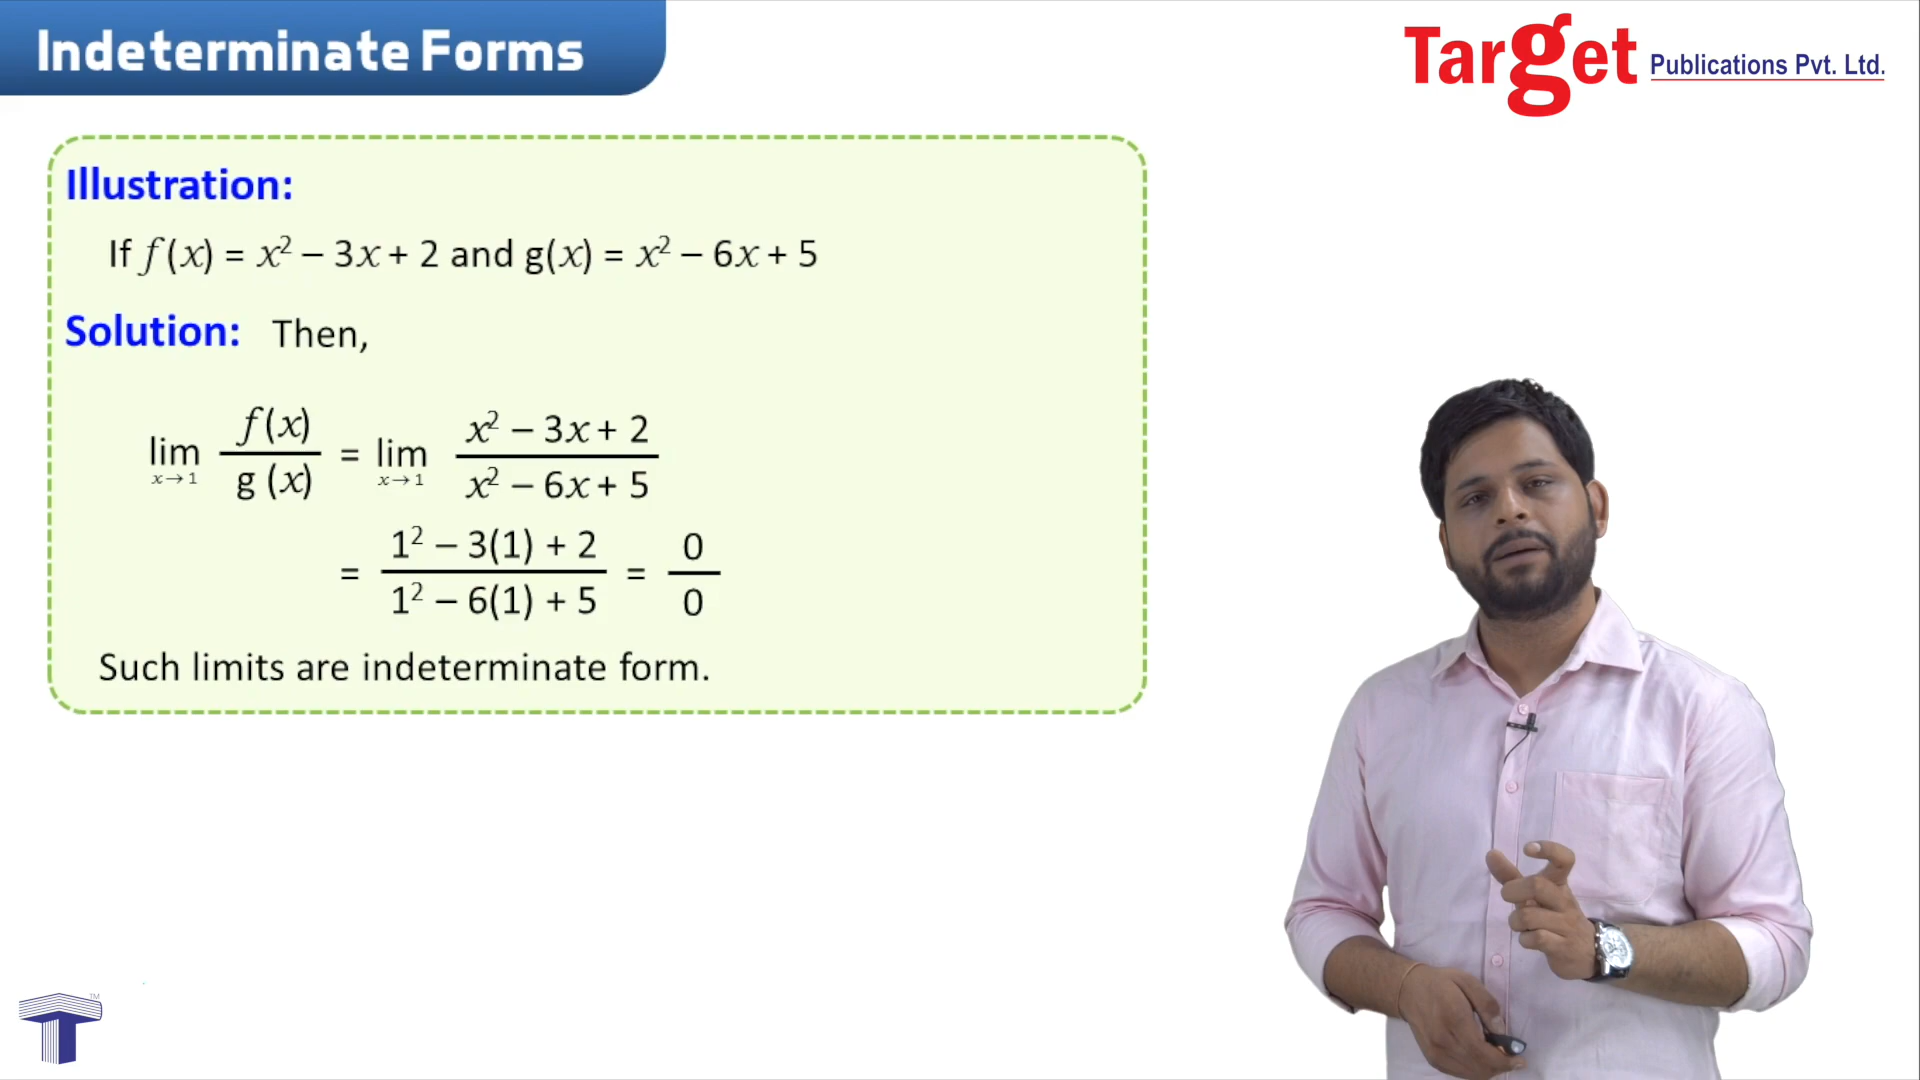 Indeterminate Forms
Target Publications Pvt. Ltd.
Illustration:
If f(x) = x² – 3x + 2 and g(x) = x² – 6x + 5
Solution: Then,
lim x→1 f(x)/g(x) = lim x→1 (x² – 3x + 2)/(x² – 6x + 5)
= (1² – 3(1) + 2)/(1² – 6(1) + 5) = 0/0
Such limits are indeterminate form.
TM
T